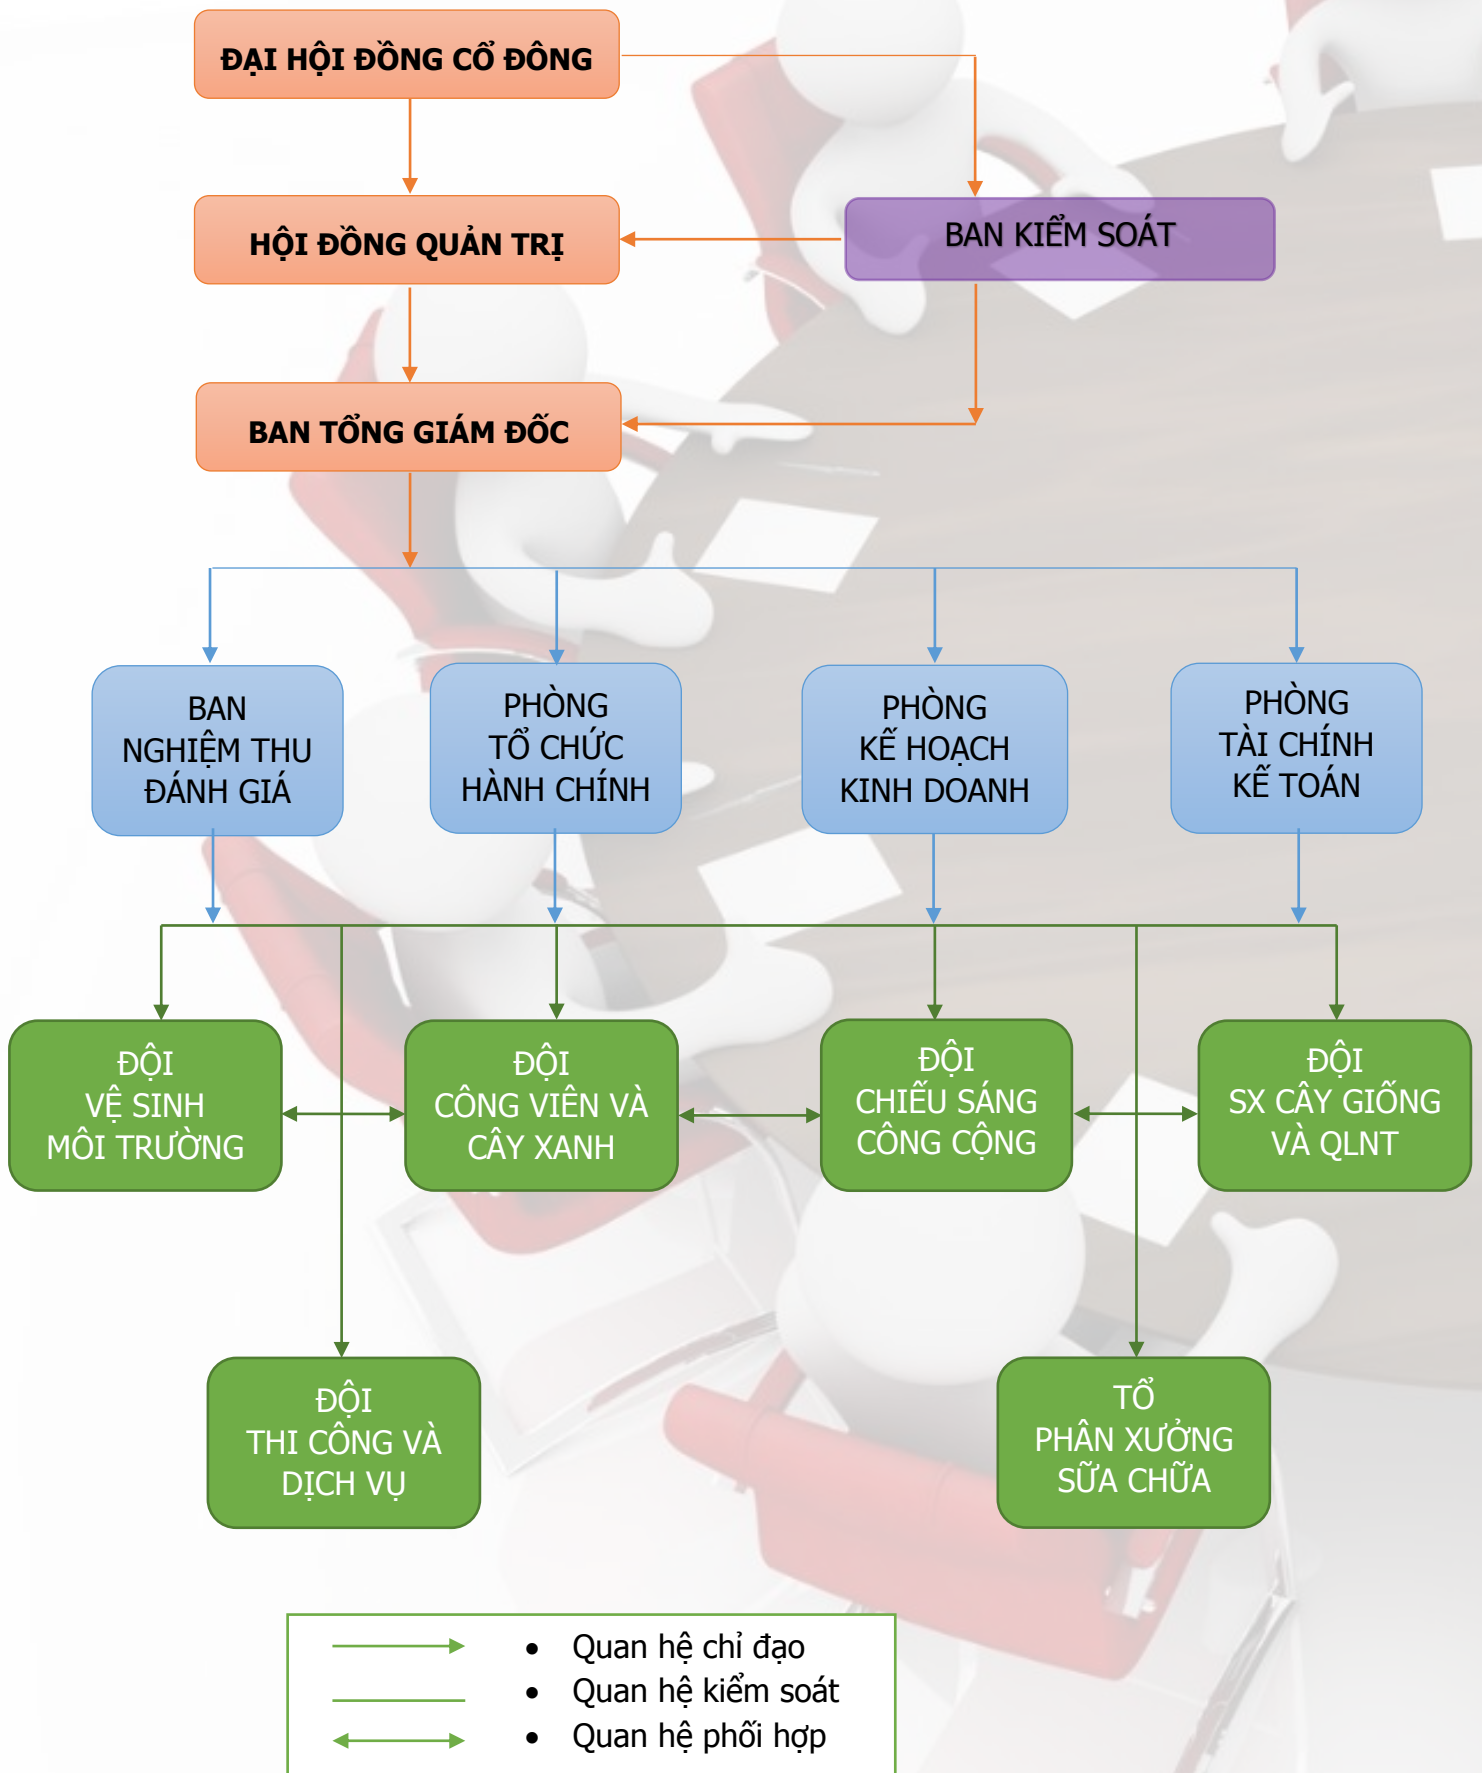 ĐẠI HỘI ĐỒNG CỔ ĐÔNG
HỘI ĐỒNG QUẢN TRỊ
BAN KIỂM SOÁT
BAN TỔNG GIÁM ĐỐC
BAN
NGHIỆM THU
ĐÁNH GIÁ
PHÒNG
TỔ CHỨC
HÀNH CHÍNH
PHÒNG
KẾ HOẠCH
KINH DOANH
PHÒNG
TÀI CHÍNH
KẾ TOÁN
ĐỘI
VỆ SINH
MÔI TRƯỜNG
ĐỘI
CÔNG VIÊN VÀ
CÂY XANH
ĐỘI
CHIẾU SÁNG
CÔNG CỘNG
ĐỘI
SX CÂY GIỐNG
VÀ QLNT
ĐỘI
THI CÔNG VÀ
DỊCH VỤ
TỔ
PHÂN XƯỞNG
SỮA CHỮA
• Quan hệ chỉ đạo
• Quan hệ kiểm soát
• Quan hệ phối hợp